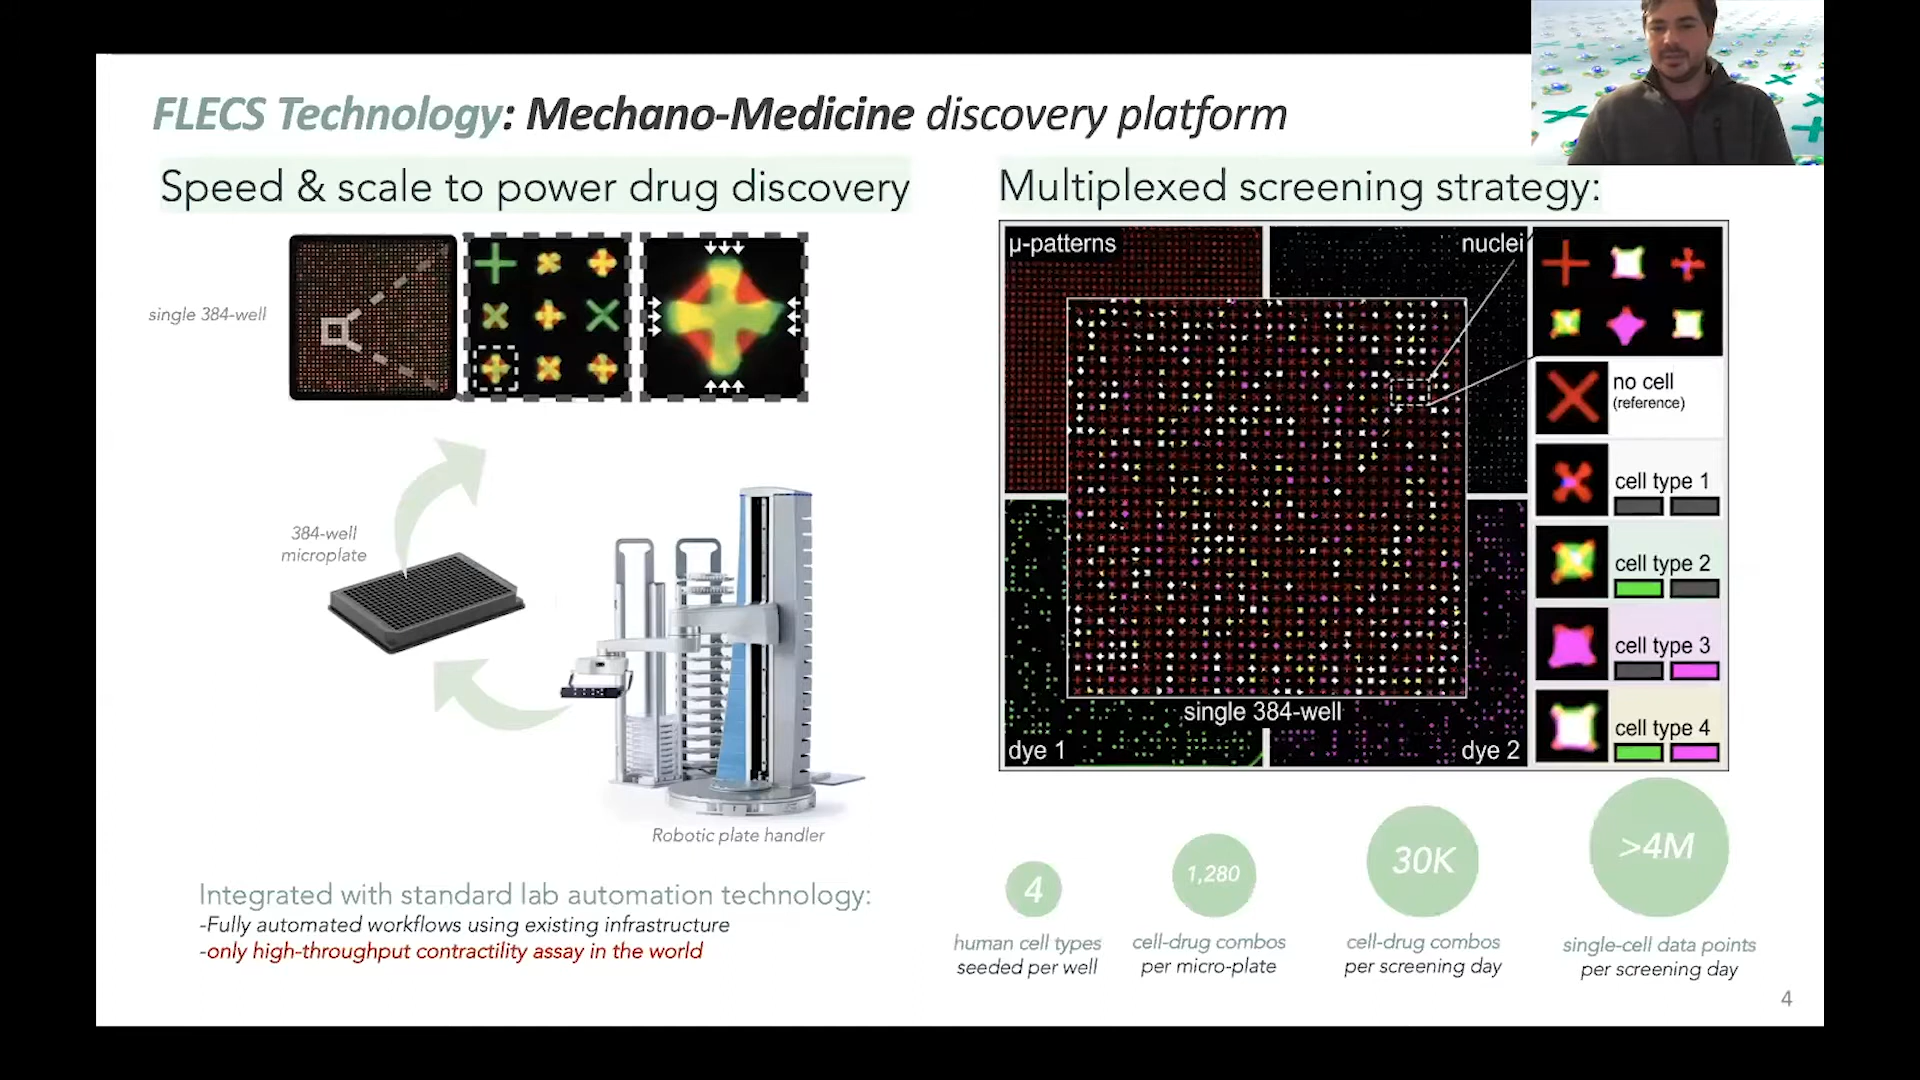 FLECS Technology: Mechano-Medicine discovery platform
Speed & scale to power drug discovery
single 384-well
384-well
microplate
Robotic plate handler
Integrated with standard lab automation technology:
-Fully automated workflows using existing infrastructure
-only high-throughput contractility assay in the world
Multiplexed screening strategy:
µ-patterns
nuclei
single 384-well
dye 1
dye 2
no cell
(reference)
cell type 1
cell type 2
cell type 3
cell type 4
4
human cell types
seeded per well
1,280
cell-drug combos
per micro-plate
30K
cell-drug combos
per screening day
>4M
single-cell data points
per screening day
4